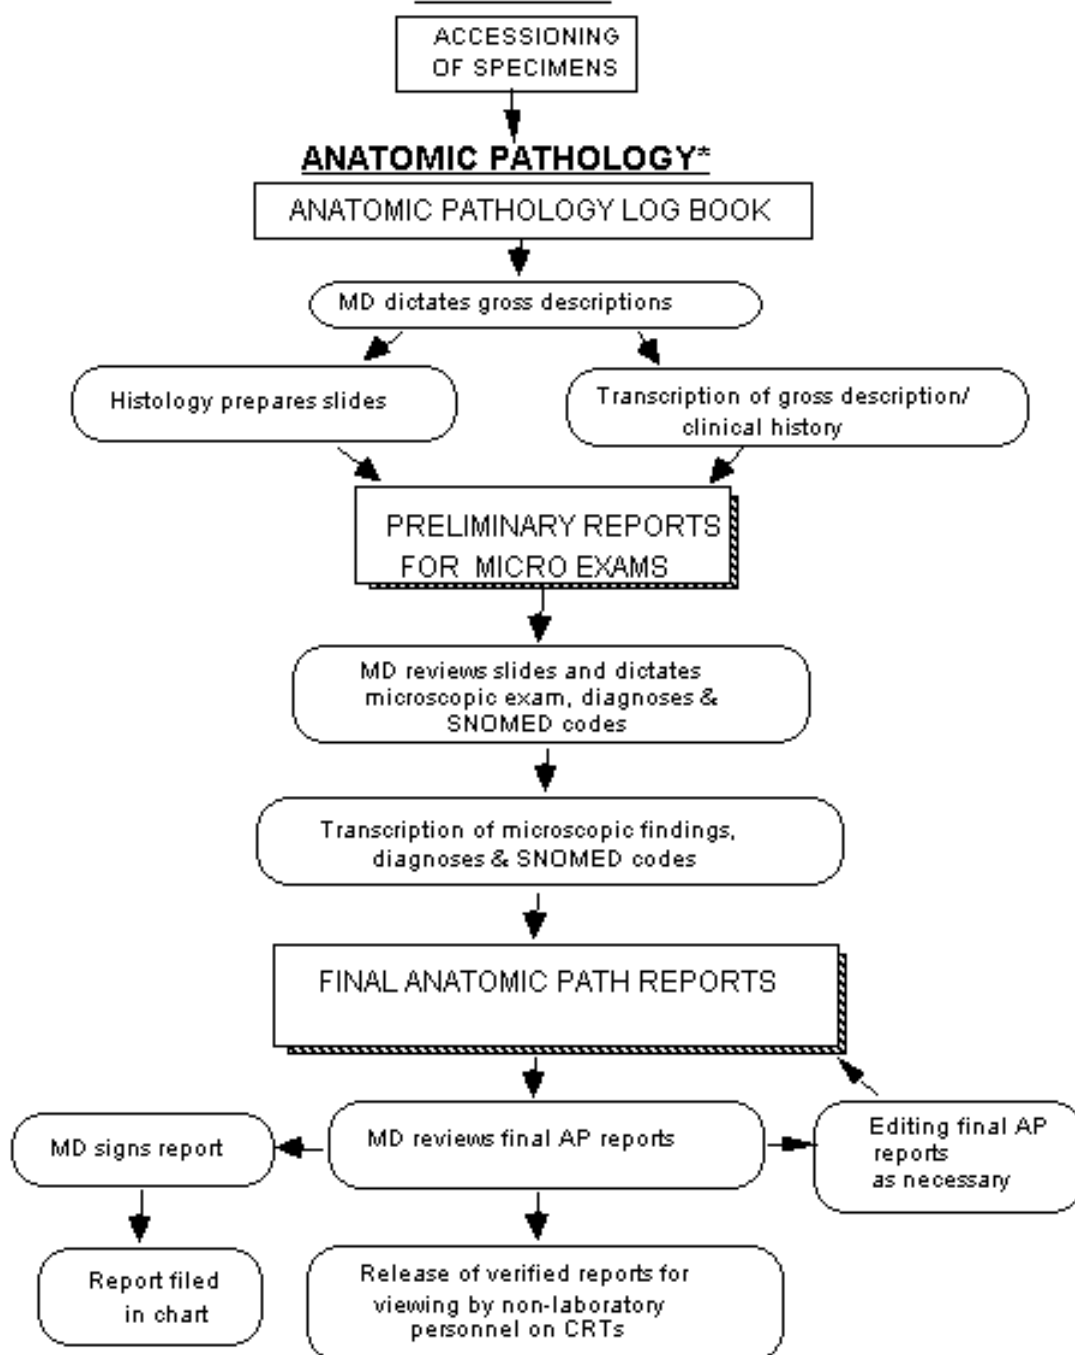 ACCESSIONING
OF SPECIMENS
ANATOMIC PATHOLOGY*
ANATOMIC PATHOLOGY LOG BOOK
MD dictates gross descriptions
Histology prepares slides
Transcription of gross description/
clinical history
PRELIMINARY REPORTS
FOR MICRO EXAMS
MD reviews slides and dictates
microscopic exam, diagnoses &
SNOMED codes
Transcription of microscopic findings,
diagnoses & SNOMED codes
FINAL ANATOMIC PATH REPORTS
MD signs report
MD reviews final AP reports
Editing final AP
reports
as necessary
Report filed
in chart
Release of verified reports for
viewing by non-laboratory
personnel on CRTs